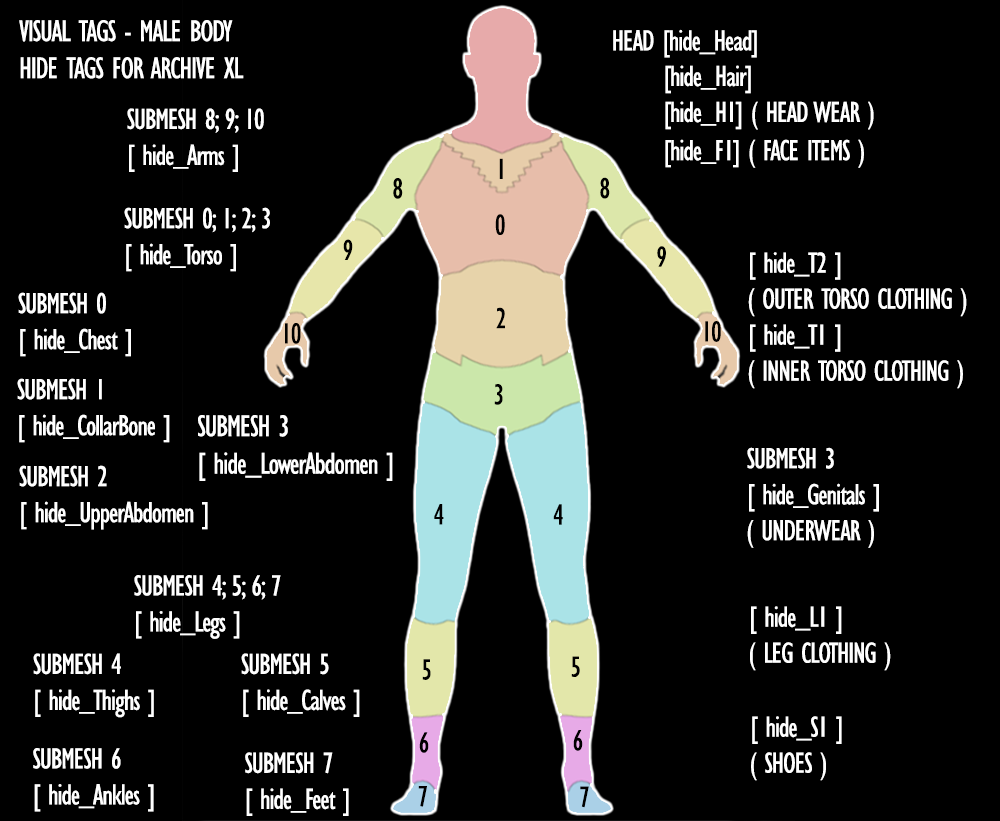 VISUAL TAGS - MALE BODY
HIDE TAGS FOR ARCHIVE XL
SUBMESH 8; 9; 10
[ hide_Arms ]
SUBMESH 0; 1; 2; 3
[ hide_Torso ]
SUBMESH 0
[ hide_Chest ]
SUBMESH 1
[ hide_CollarBone ]
SUBMESH 2
[ hide_UpperAbdomen ]
SUBMESH 3
[ hide_LowerAbdomen ]
SUBMESH 4; 5; 6; 7
[ hide_Legs ]
SUBMESH 4
[ hide_Thighs ]
SUBMESH 5
[ hide_Calves ]
SUBMESH 6
[ hide_Ankles ]
SUBMESH 7
[ hide_Feet ]
1
8
8
0
9
9
2
10
10
3
4
4
5
5
6
6
7
7
HEAD [hide_Head]
[hide_Hair]
[hide_H1] ( HEAD WEAR )
[hide_F1] ( FACE ITEMS )
[ hide_T2 ]
( OUTER TORSO CLOTHING )
[ hide_T1 ]
( INNER TORSO CLOTHING )
SUBMESH 3
[ hide_Genitals ]
( UNDERWEAR )
[ hide_L1 ]
( LEG CLOTHING )
[ hide_S1 ]
( SHOES )